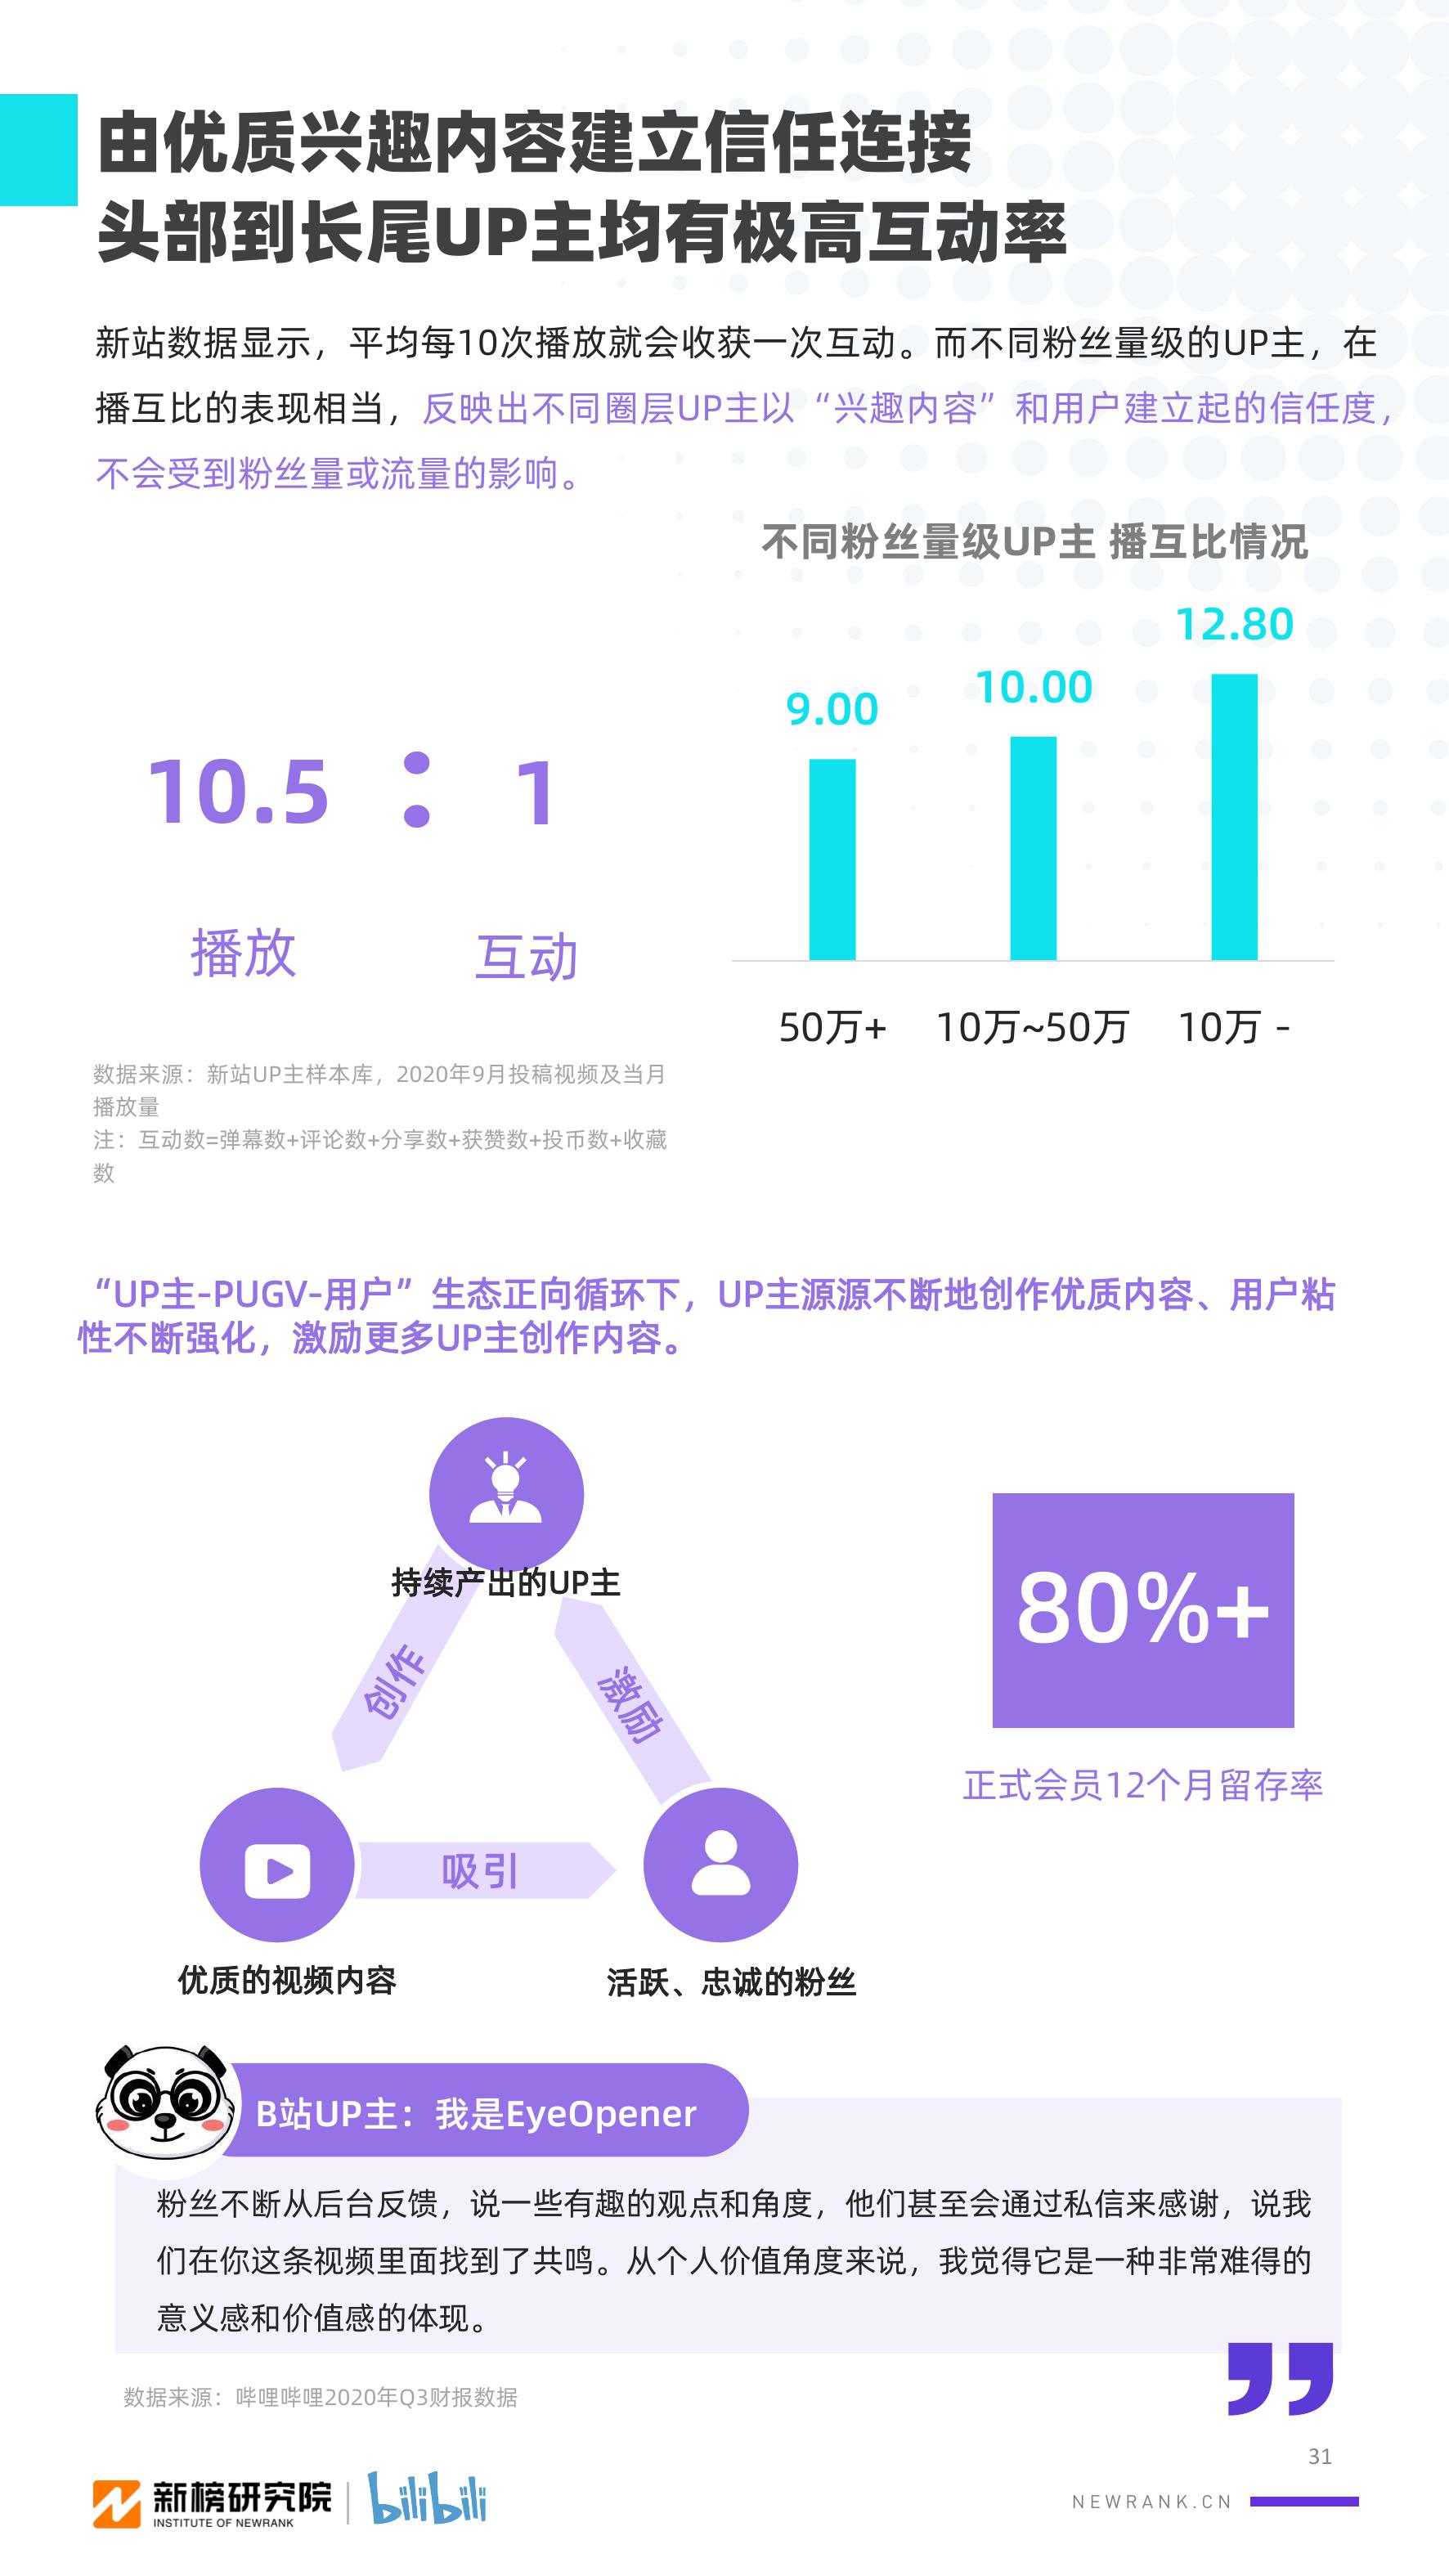 由优质兴趣内容建立信任连接
头部到长尾UP主均有极高互动率
新站数据显示，平均每10次播放就会收获一次互动。而不同粉丝量级的UP主，在
播互比的表现相当，反映出不同圈层UP主以“兴趣内容”和用户建立起的信任度，
不会受到粉丝量或流量的影响。
不同粉丝量级UP主 播互比情况
12.80
10.00
9.00
10.5 : 1
播放 互动
50万+ 10万~50万 10万 -
数据来源：新站UP主样本库，2020年9月投稿视频及当月
播放量
注：互动数=弹幕数+评论数+分享数+获赞数+投币数+收藏
数
“UP主-PUGV-用户”生态正向循环下，UP主源源不断地创作优质内容、用户粘
性不断强化，激励更多UP主创作内容。
持续产出的UP主
创作
激励
吸引
优质的视频内容
活跃、忠诚的粉丝
80%+
正式会员12个月留存率
B站UP主：我是EyeOpener
粉丝不断从后台反馈，说一些有趣的观点和角度，他们甚至会通过私信来感谢，说我
们在你这条视频里面找到了共鸣。从个人价值角度来说，我觉得它是一种非常难得的
意义感和价值感的体现。
”
数据来源：哔哩哔哩2020年Q3财报数据
31
新榜研究院
INSTITUTE OF NEWRANK
bilibili
NEWRANK.CN